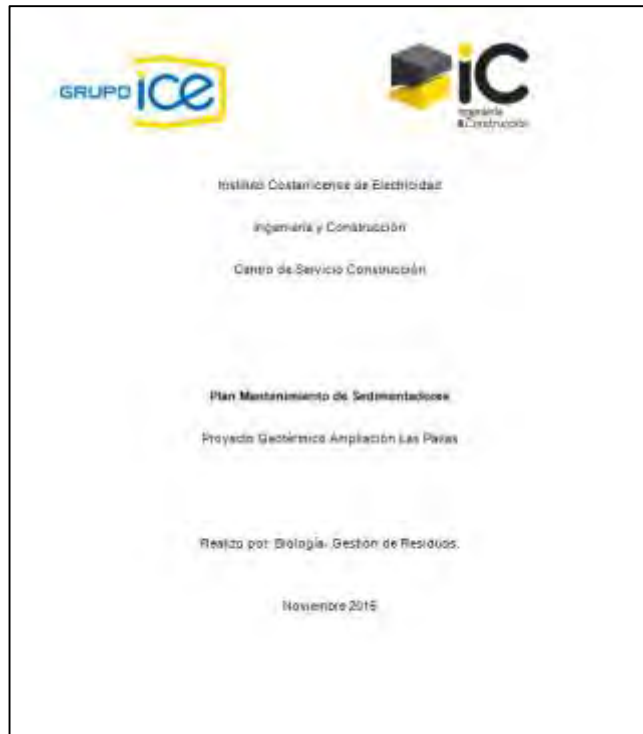 GRUPO ice
iC
Ingeniería
&Construcción
Instituto Costarricense de Electricidad
Ingeniería y Construcción
Centro de Servicio Construcción
Plan Mantenimiento de Sedimentadores
Proyecto Geotérmico Ampliación Las Pailas
Realizo por: Biología- Gestión de Residuos.
Noviembre 2015